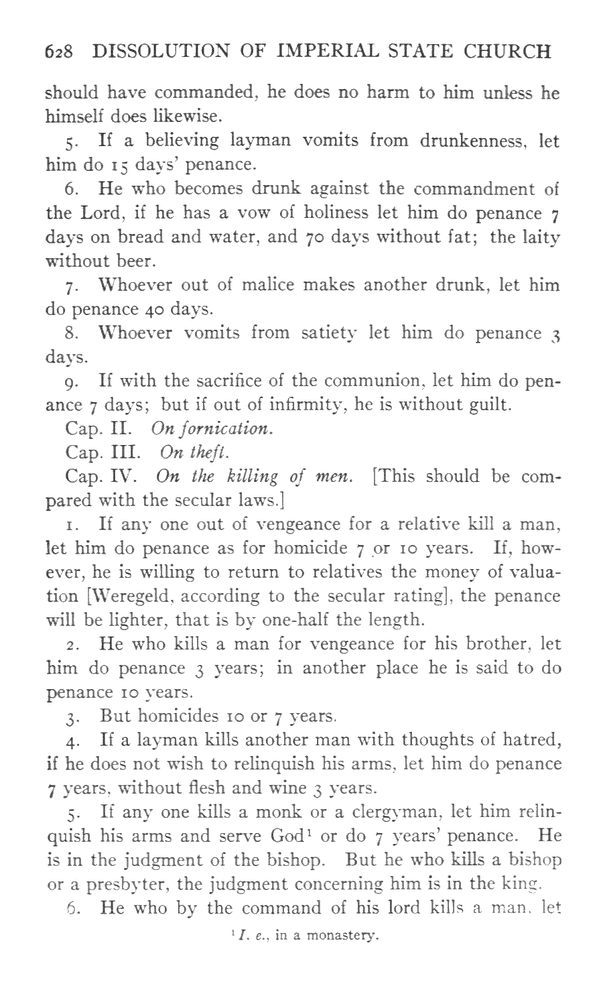 628 DISSOLUTION OF IMPERIAL STATE CHURCH
should have commanded, he does no harm to him unless he
himself does likewise.
5. If a believing layman vomits from drunkenness, let
him do 15 days' penance.
6. He who becomes drunk against the commandment of
the Lord, if he has a vow of holiness let him do penance 7
days on bread and water, and 70 days without fat; the laity
without beer.
7. Whoever out of malice makes another drunk, let him
do penance 40 days.
8. Whoever vomits from satiety let him do penance 3
days.
9. If with the sacrifice of the communion, let him do pen-
ance 7 days; but if out of infirmity, he is without guilt.
Cap. II. On fornication.
Cap. III. On theft.
Cap. IV. On the killing of men. [This should be com-
pared with the secular laws.]
1. If any one out of vengeance for a relative kill a man,
let him do penance as for homicide 7 or 10 years. If, how-
ever, he is willing to return to relatives the money of valua-
tion [Weregeld, according to the secular rating], the penance
will be lighter, that is by one-half the length.
2. He who kills a man for vengeance for his brother, let
him do penance 3 years; in another place he is said to do
penance 10 years.
3. But homicides 10 or 7 years.
4. If a layman kills another man with thoughts of hatred,
if he does not wish to relinquish his arms, let him do penance
7 years, without flesh and wine 3 years.
5. If any one kills a monk or a clergyman, let him relin-
quish his arms and serve God¹ or do 7 years' penance. He
is in the judgment of the bishop. But he who kills a bishop
or a presbyter, the judgment concerning him is in the king.
6. He who by the command of his lord kills a man, let
¹ I. e., in a monastery.